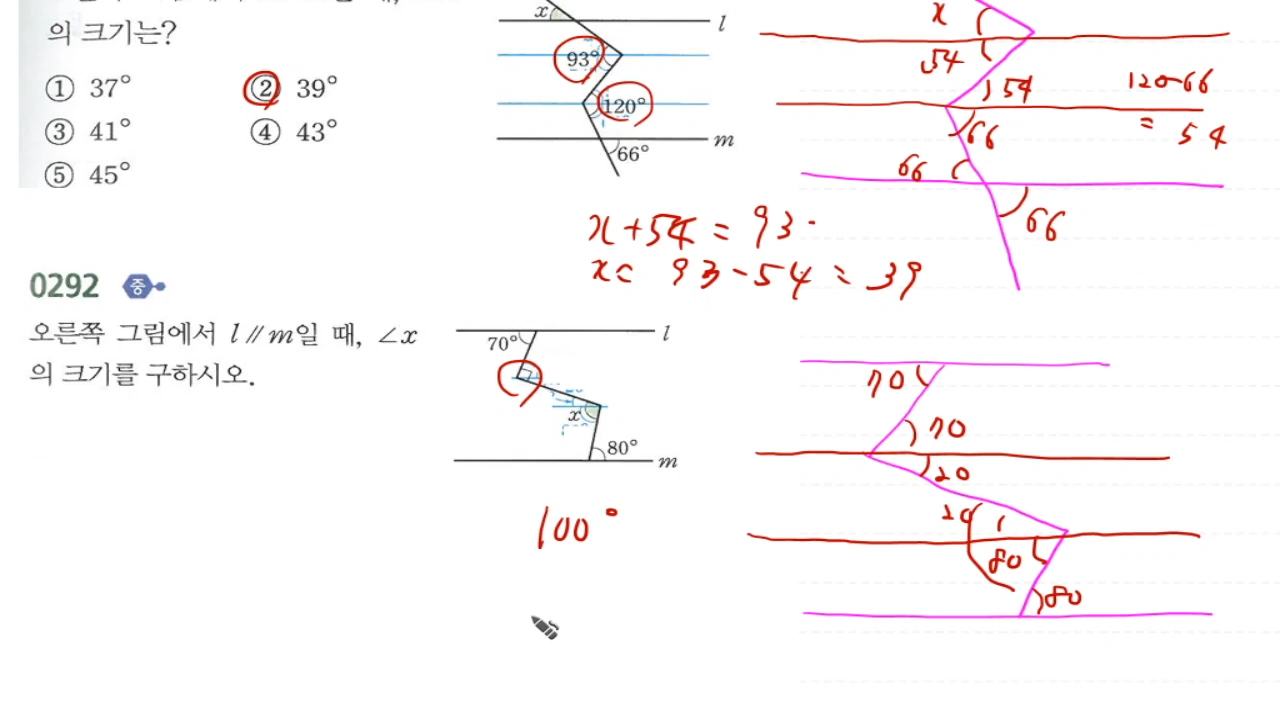 의 크기는?
① 37° ② 39°
③ 41° ④ 43°
⑤ 45°
x
l
93°
120°
m
66°
x
54
54
120-66
= 54
66
66
66
x+54 = 93
x= 93-54 = 39
0292 중
오른쪽 그림에서 l // m일 때, ∠x
의 크기를 구하시오.
70°
l
x
80°
m
100°
70
70
20
20
80
80